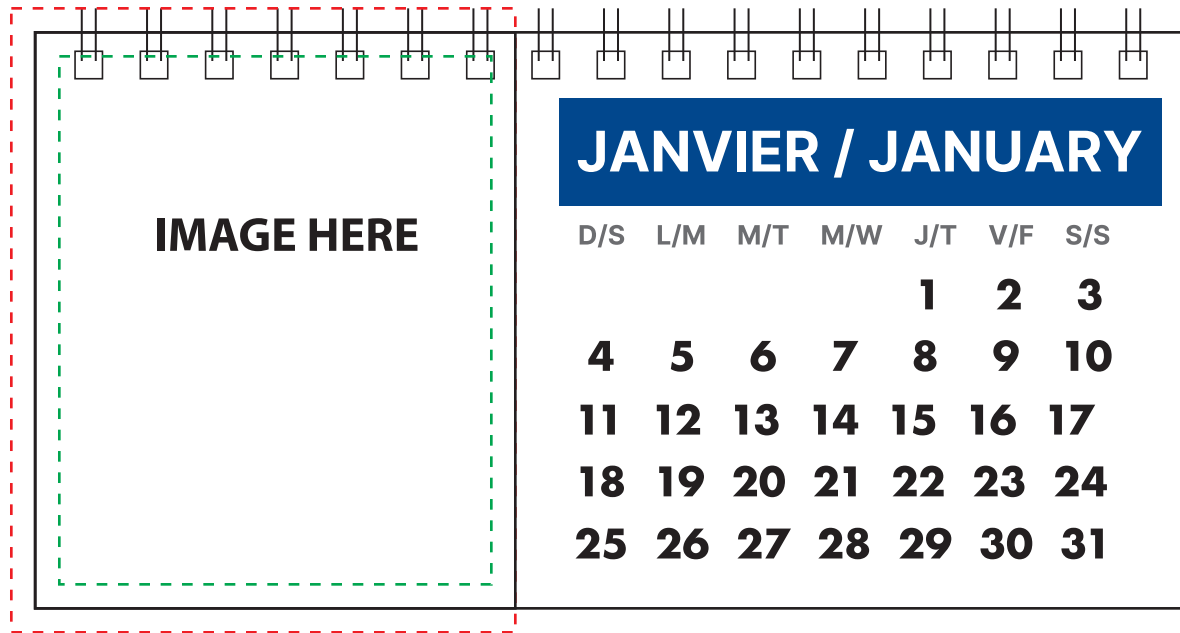 IMAGE HERE
JANVIER / JANUARY
D/S L/M M/T M/W J/T V/F S/S
1 2 3
4 5 6 7 8 9 10
11 12 13 14 15 16 17
18 19 20 21 22 23 24
25 26 27 28 29 30 31